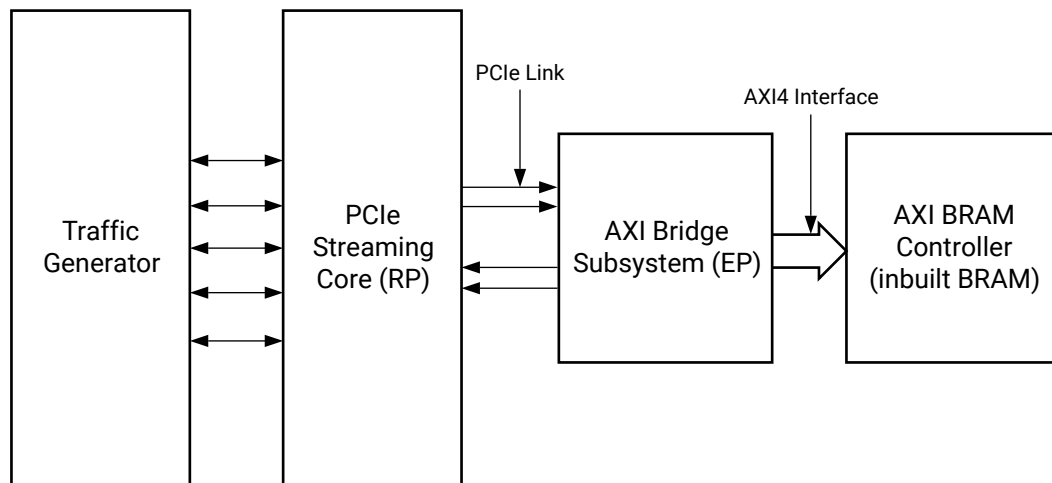 PCIe Link
AXI4 Interface
Traffic
Generator
PCIe
Streaming
Core (RP)
AXI Bridge
Subsystem (EP)
AXI BRAM
Controller
(inbuilt BRAM)